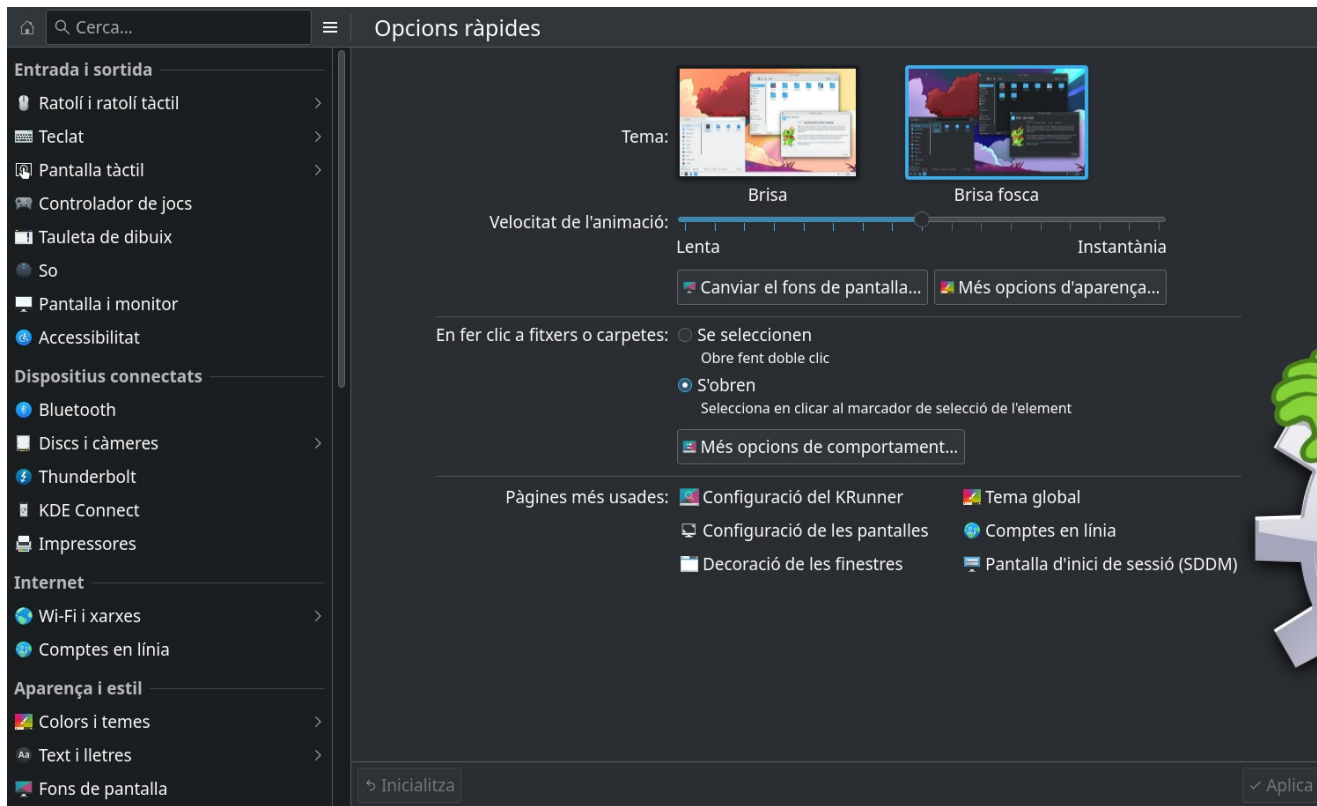 Cerca...
Opcions ràpides
Entrada i sortida
Ratolí i ratolí tàctil
Teclat
Pantalla tàctil
Controlador de jocs
Tauleta de dibuix
So
Pantalla i monitor
Accessibilitat
Dispositius connectats
Bluetooth
Discs i càmeres
Thunderbolt
KDE Connect
Impressores
Internet
Wi-Fi i xarxes
Comptes en línia
Aparença i estil
Colors i temes
Aa Text i lletres
Fons de pantalla
Tema:
Brisa Brisa fosca
Velocitat de l'animació:
Lenta Instantània
Canviar el fons de pantalla... Més opcions d'aparença...
En fer clic a fitxers o carpetes: Se seleccionen
Obre fent doble clic
S'obren
Selecciona en clicar al marcador de selecció de l'element
Més opcions de comportament...
Pàgines més usades: Configuració del KRunner Tema global
Configuració de les pantalles Comptes en línia
Decoració de les finestres Pantalla d'inici de sessió (SDDM)
Inicialitza Aplica